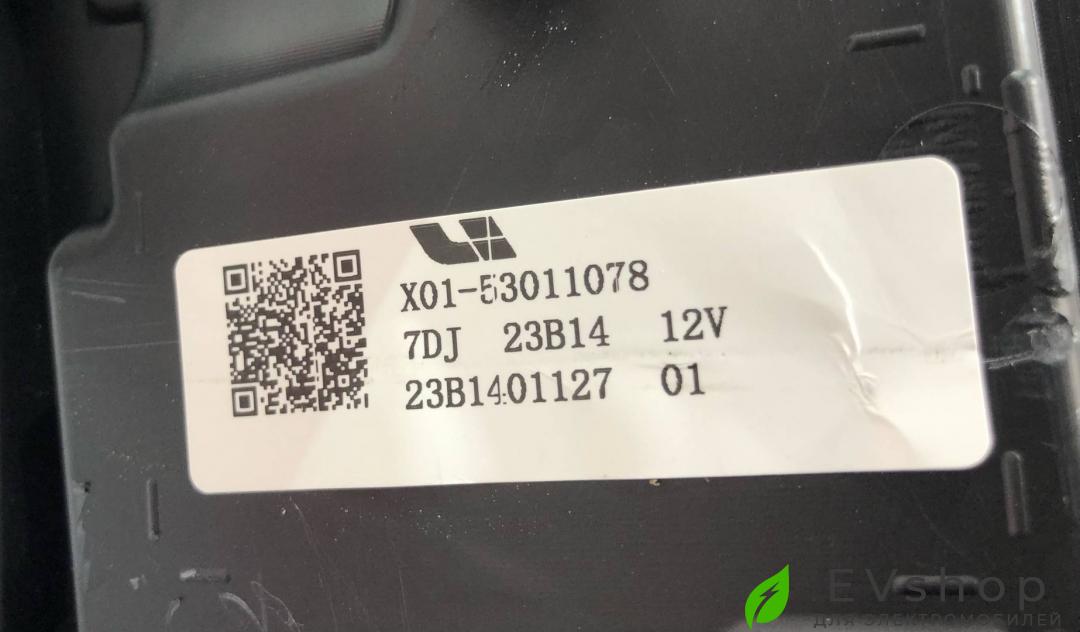 X01-53011078
7DJ 23B14 12V
23B1401127 01
EVshop
ДЛЯ ЭЛЕКТРОМОБИЛЕЙ